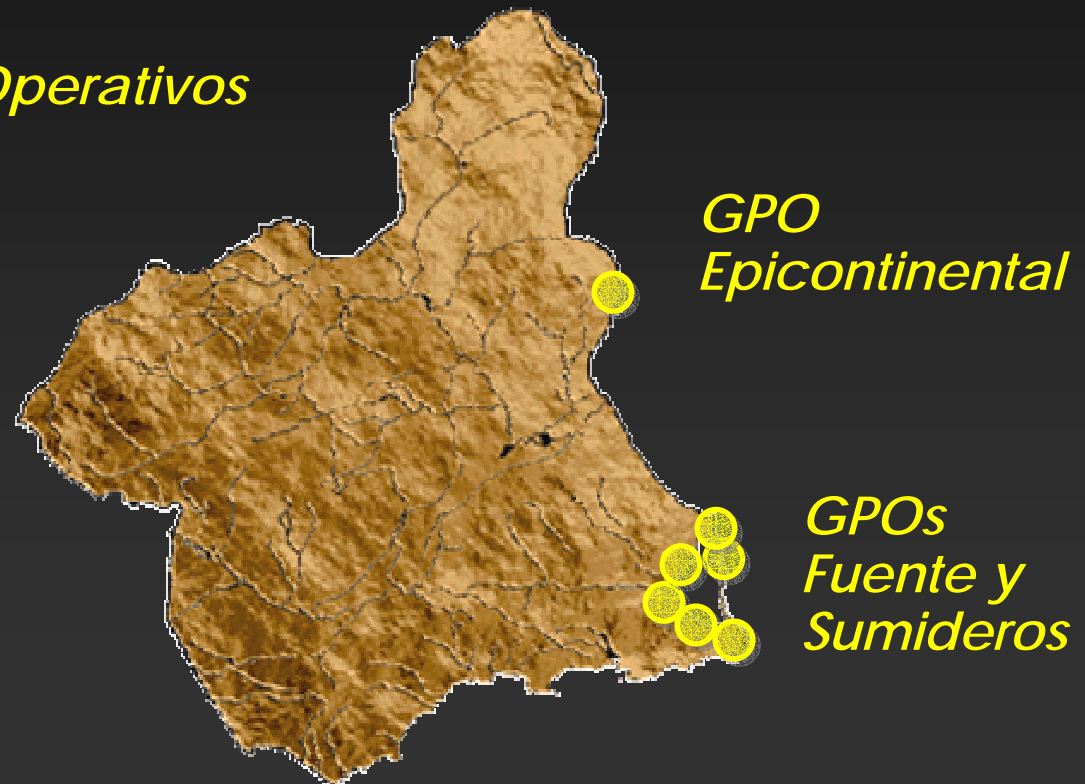 Operativos
GPO
Epicontinental
GPOs
Fuente y
Sumideros